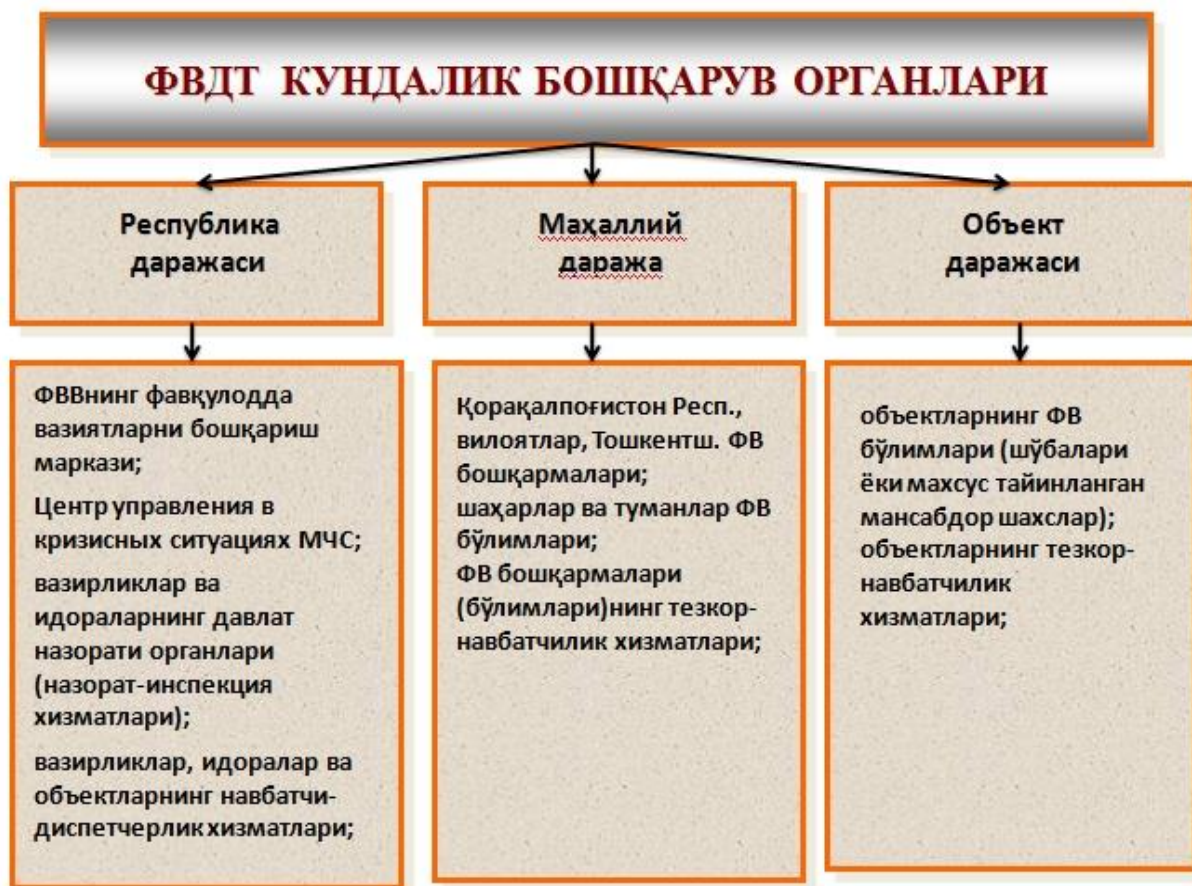 ФВДТ КУНДАЛИК БОШҚАРУВ ОРГАНЛАРИ
Республика
даражаси
Маҳаллий
даража
Объект
даражаси
ФВВнинг фавқулодда
вазиятларни бошқариш
маркази;
Центр управления в
кризисных ситуациях МЧС;
вазирликлар ва
идораларнинг давлат
назорати органлари
(назорат-инспекция
хизматлари);
вазирликлар, идоралар ва
объектларнинг навбатчи-
диспетчерлик хизматлари;
Қорақалпоғистон Респ.,
вилоятлар, Тошкентш. ФВ
бошқармалари;
шаҳарлар ва туманлар ФВ
бўлимлари;
ФВ бошқармалари
(бўлимлари)нинг тезкор-
навбатчилик хизматлари;
объектларнинг ФВ
бўлимлари (шўбалари
ёки махсус тайинланган
мансабдор шахслар);
объектларнинг тезкор-
навбатчилик
хизматлари;